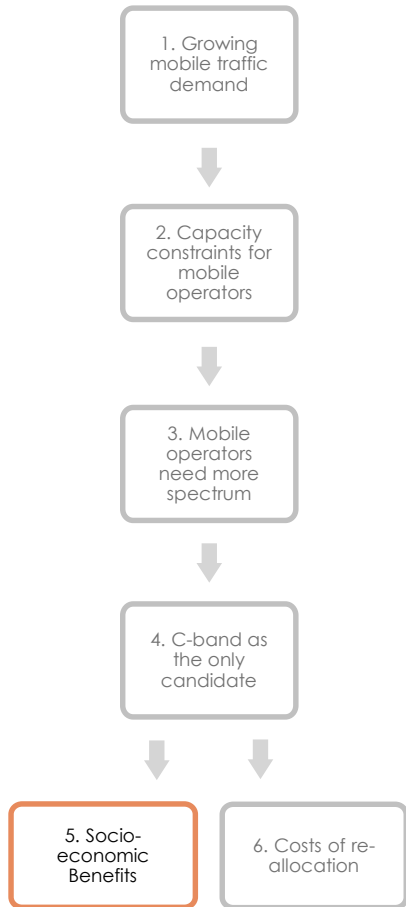 1. Growing
mobile traffic
demand
2. Capacity
constraints for
mobile
operators
3. Mobile
operators
need more
spectrum
4. C-band as
the only
candidate
5. Socio-
economic
Benefits
6. Costs of re-
allocation